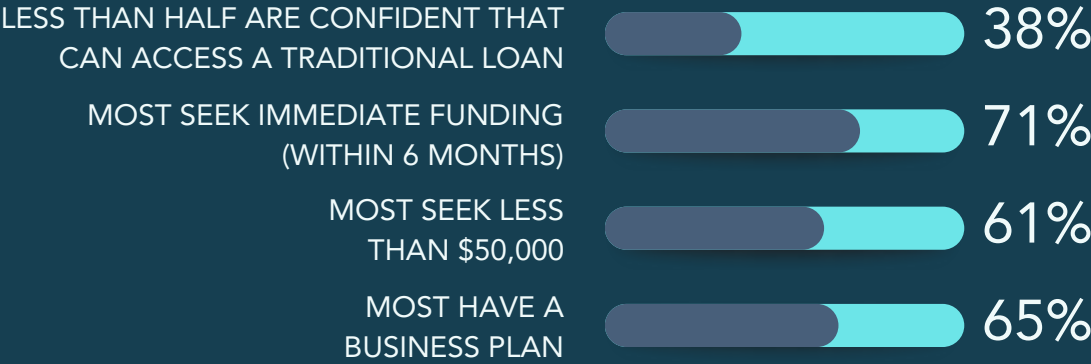 LESS THAN HALF ARE CONFIDENT THAT
CAN ACCESS A TRADITIONAL LOAN
38%
MOST SEEK IMMEDIATE FUNDING
(WITHIN 6 MONTHS)
71%
MOST SEEK LESS
THAN $50,000
61%
MOST HAVE A
BUSINESS PLAN
65%